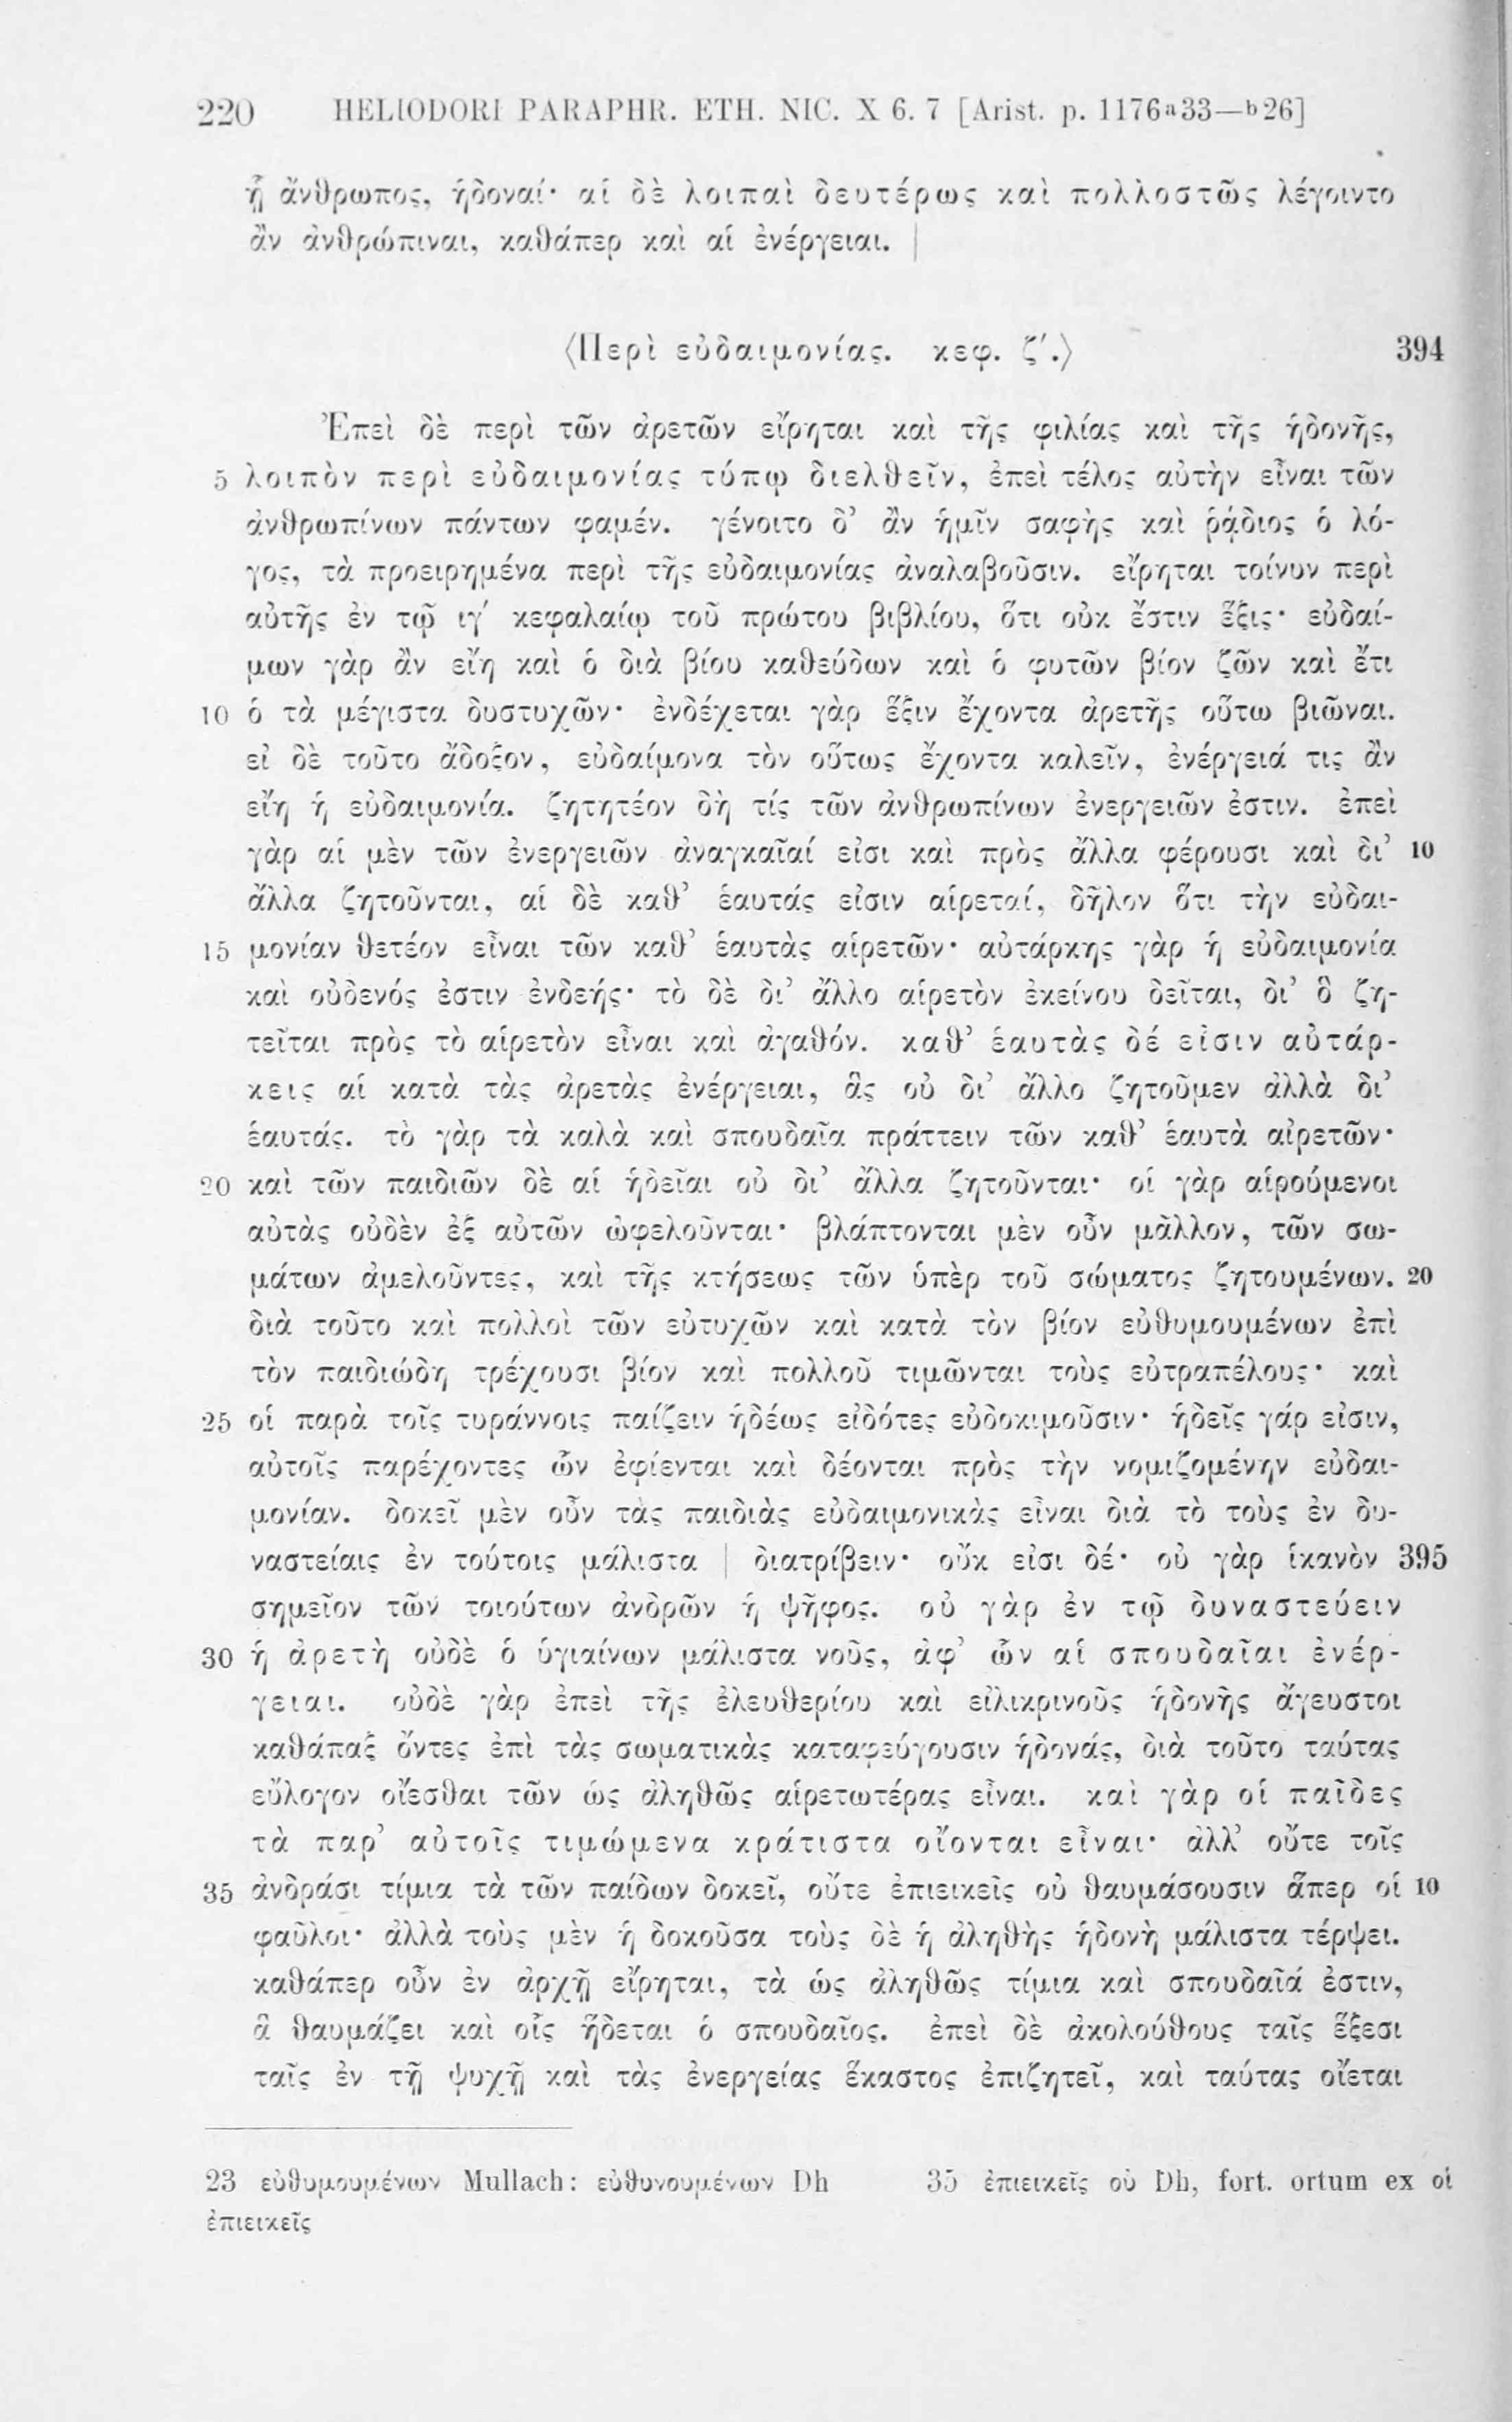 220 HELIODORI PARAPHR. ETH. NIC. X 6. 7 [Arist. p. 1176a33—b26]
ᾗ ἄνθρωπος, ἡδοναί· αἱ δὲ λοιπαὶ δευτέρως καὶ πολλοστῶς λέγοιντο
ἂν ἀνθρώπιναι, καθάπερ καὶ αἱ ἐνέργειαι. |
⟨Περὶ εὐδαιμονίας. κεφ. ζ′.⟩ 394
Ἐπεὶ δὲ περὶ τῶν ἀρετῶν εἴρηται καὶ τῆς φιλίας καὶ τῆς ἡδονῆς,
5 λοιπὸν περὶ εὐδαιμονίας τύπῳ διελθεῖν, ἐπεὶ τέλος αὐτὴν εἶναι τῶν
ἀνθρωπίνων πάντων φαμέν. γένοιτο δ’ ἂν ἡμῖν σαφὴς καὶ ῥᾴδιος ὁ λό-
γος, τὰ προειρημένα περὶ τῆς εὐδαιμονίας ἀναλαβοῦσιν. εἴρηται τοίνυν περὶ
αὐτῆς ἐν τῷ ιγ′ κεφαλαίῳ τοῦ πρώτου βιβλίου, ὅτι οὐκ ἔστιν ἕξις· εὐδαί-
μων γὰρ ἂν εἴη καὶ ὁ διὰ βίου καθεύδων καὶ ὁ φυτῶν βίον ζῶν καὶ ἔτι
10 ὁ τὰ μέγιστα δυστυχῶν· ἐνδέχεται γὰρ ἕξιν ἔχοντα ἀρετῆς οὕτω βιῶναι.
εἰ δὲ τοῦτο ἄδοξον, εὐδαίμονα τὸν οὕτως ἔχοντα καλεῖν, ἐνέργειά τις ἂν
εἴη ἡ εὐδαιμονία. ζητητέον δὴ τίς τῶν ἀνθρωπίνων ἐνεργειῶν ἐστιν. ἐπεὶ
γὰρ αἱ μὲν τῶν ἐνεργειῶν ἀναγκαῖαί εἰσι καὶ πρὸς ἄλλα φέρουσι καὶ δι’ 10
ἄλλα ζητοῦνται, αἱ δὲ καθ’ ἑαυτάς εἰσιν αἱρεταί, δῆλον ὅτι τὴν εὐδαι-
15 μονίαν θετέον εἶναι τῶν καθ’ ἑαυτὰς αἱρετῶν· αὐτάρκης γὰρ ἡ εὐδαιμονία
καὶ οὐδενός ἐστιν ἐνδεής· τὸ δὲ δι’ ἄλλο αἱρετὸν ἐκείνου δεῖται, δι’ ὃ ζη-
τεῖται πρὸς τὸ αἱρετὸν εἶναι καὶ ἀγαθόν. καθ’ ἑαυτὰς δέ εἰσιν αὐτάρ-
κεις αἱ κατὰ τὰς ἀρετὰς ἐνέργειαι, ἃς οὐ δι’ ἄλλο ζητοῦμεν ἀλλὰ δι’
ἑαυτάς. τὸ γὰρ τὰ καλὰ καὶ σπουδαῖα πράττειν τῶν καθ’ ἑαυτὰ αἱρετῶν·
20 καὶ τῶν παιδιῶν δὲ αἱ ἡδεῖαι οὐ δι’ ἄλλα ζητοῦνται· οἱ γὰρ αἱρούμενοι
αὐτὰς οὐδὲν ἐξ αὐτῶν ὠφελοῦνται· βλάπτονται μὲν οὖν μᾶλλον, τῶν σω-
μάτων ἀμελοῦντες, καὶ τῆς κτήσεως τῶν ὑπὲρ τοῦ σώματος ζητουμένων. 20
διὰ τοῦτο καὶ πολλοὶ τῶν εὐτυχῶν καὶ κατὰ τὸν βίον εὐθυμουμένων ἐπὶ
τὸν παιδιώδη τρέχουσι βίον καὶ πολλοῦ τιμῶνται τοὺς εὐτραπέλους· καὶ
25 οἱ παρὰ τοῖς τυράννοις παίζειν ἡδέως εἰδότες εὐδοκιμοῦσιν· ἡδεῖς γάρ εἰσιν,
αὐτοῖς παρέχοντες ὧν ἐφίενται καὶ δέονται πρὸς τὴν νομιζομένην εὐδαι-
μονίαν. δοκεῖ μὲν οὖν τὰς παιδιὰς εὐδαιμονικὰς εἶναι διὰ τὸ τοὺς ἐν δυ-
ναστείαις ἐν τούτοις μάλιστα | διατρίβειν· οὔκ εἰσι δέ· οὐ γὰρ ἱκανὸν 395
σημεῖον τῶν τοιούτων ἀνδρῶν ἡ ψῆφος. οὐ γὰρ ἐν τῷ δυναστεύειν
30 ἡ ἀρετὴ οὐδὲ ὁ ὑγιαίνων μάλιστα νοῦς, ἀφ’ ὧν αἱ σπουδαῖαι ἐνέρ-
γειαι. οὐδὲ γὰρ ἐπεὶ τῆς ἐλευθερίου καὶ εἰλικρινοῦς ἡδονῆς ἄγευστοι
καθάπαξ ὄντες ἐπὶ τὰς σωματικὰς καταφεύγουσιν ἡδονάς, διὰ τοῦτο ταύτας
εὔλογον οἴεσθαι τῶν ὡς ἀληθῶς αἱρετωτέρας εἶναι. καὶ γὰρ οἱ παῖδες
τὰ παρ’ αὐτοῖς τιμώμενα κράτιστα οἴονται εἶναι· ἀλλ’ οὔτε τοῖς
35 ἀνδράσι τίμια τὰ τῶν παίδων δοκεῖ, οὔτε ἐπιεικεῖς οὐ θαυμάσουσιν ἅπερ οἱ 10
φαῦλοι· ἀλλὰ τοὺς μὲν ἡ δοκοῦσα τοὺς δὲ ἡ ἀληθὴς ἡδονὴ μάλιστα τέρψει.
καθάπερ οὖν ἐν ἀρχῇ εἴρηται, τὰ ὡς ἀληθῶς τίμια καὶ σπουδαῖά ἐστιν,
ἃ θαυμάζει καὶ οἷς ἥδεται ὁ σπουδαῖος. ἐπεὶ δὲ ἀκολούθους ταῖς ἕξεσι
ταῖς ἐν τῇ ψυχῇ καὶ τὰς ἐνεργείας ἕκαστος ἐπιζητεῖ, καὶ ταύτας οἴεται
23 εὐθυμουμένων Mullach: εὐθυνουμένων Dh 35 ἐπιεικεῖς οὐ Dh, fort. ortum ex οἱ
ἐπιεικεῖς